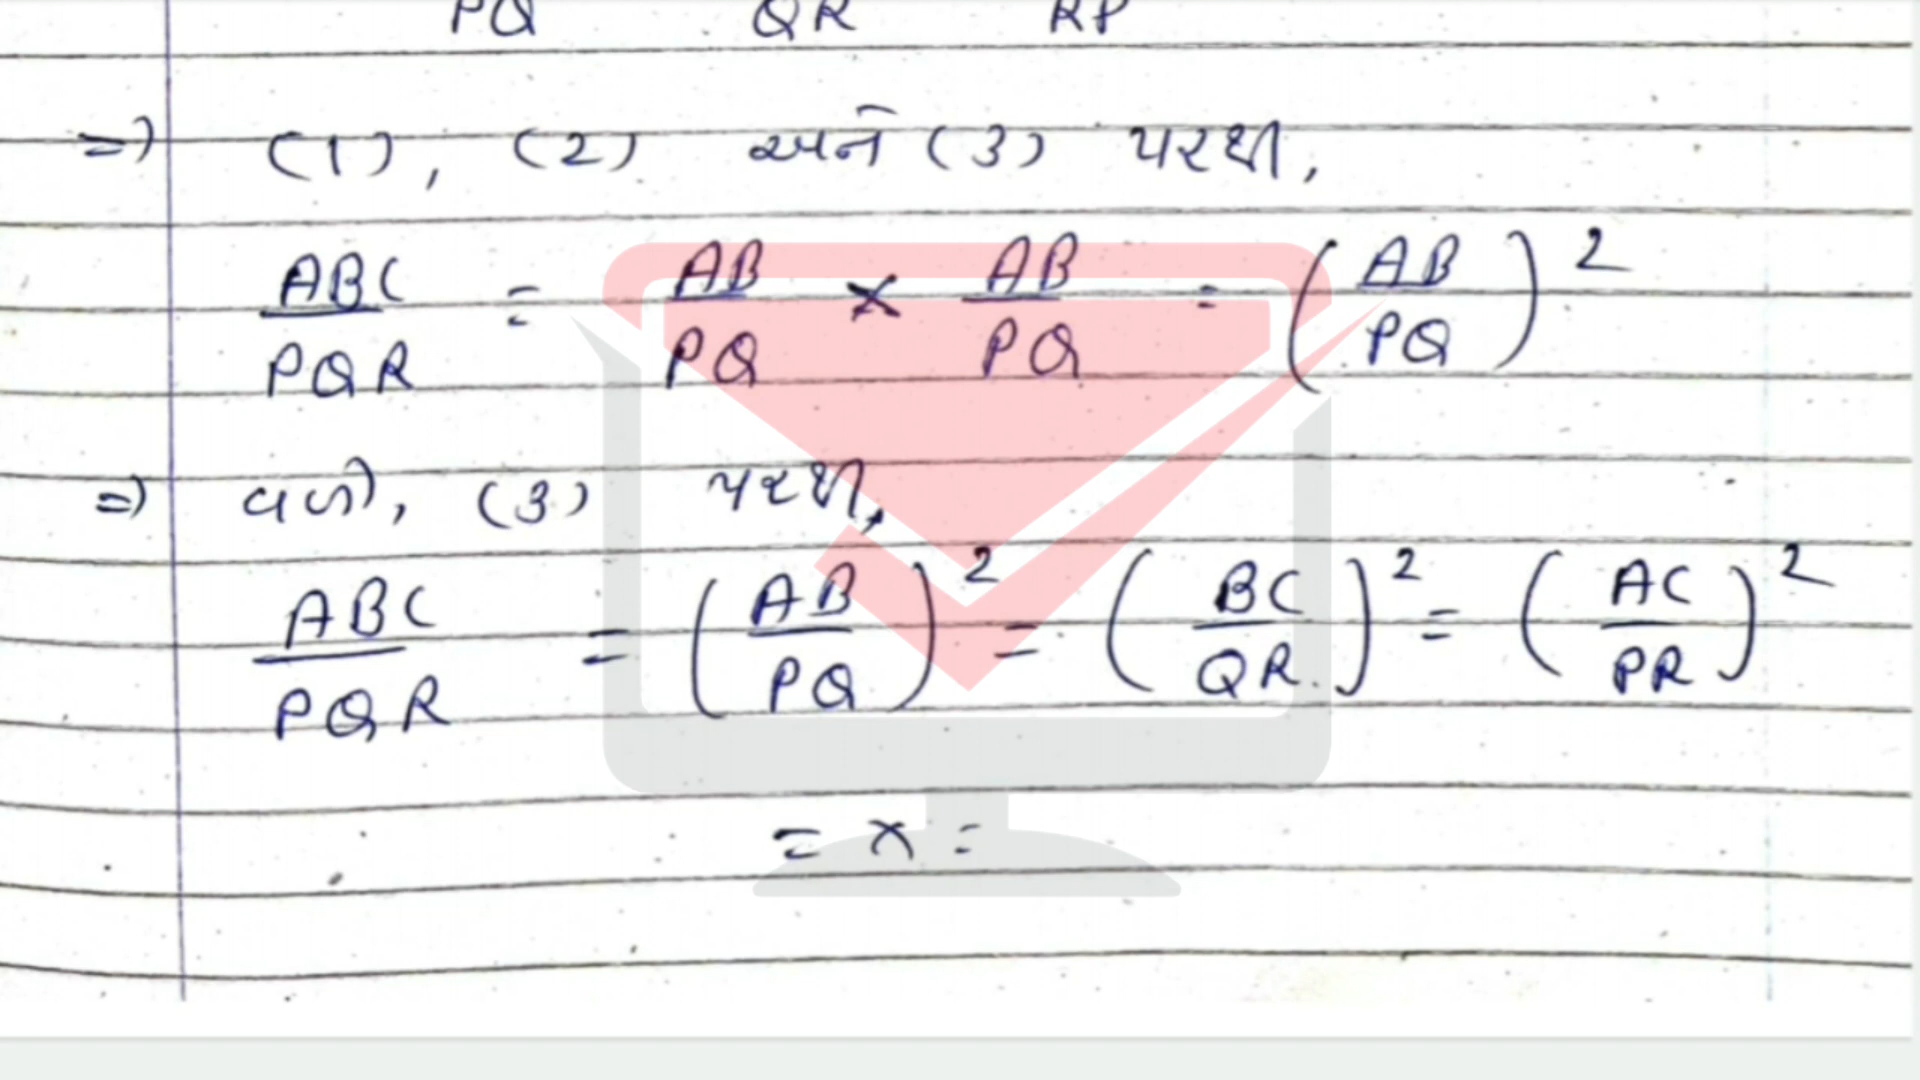 PQ QR RP
=> (1), (2) અને (3) પરથી,
ABC/PQR = AB/PQ × AB/PQ = (AB/PQ)²
=> વળી, (3) પરથી,
ABC/PQR = (AB/PQ)² = (BC/QR)² = (AC/PR)²
= x =